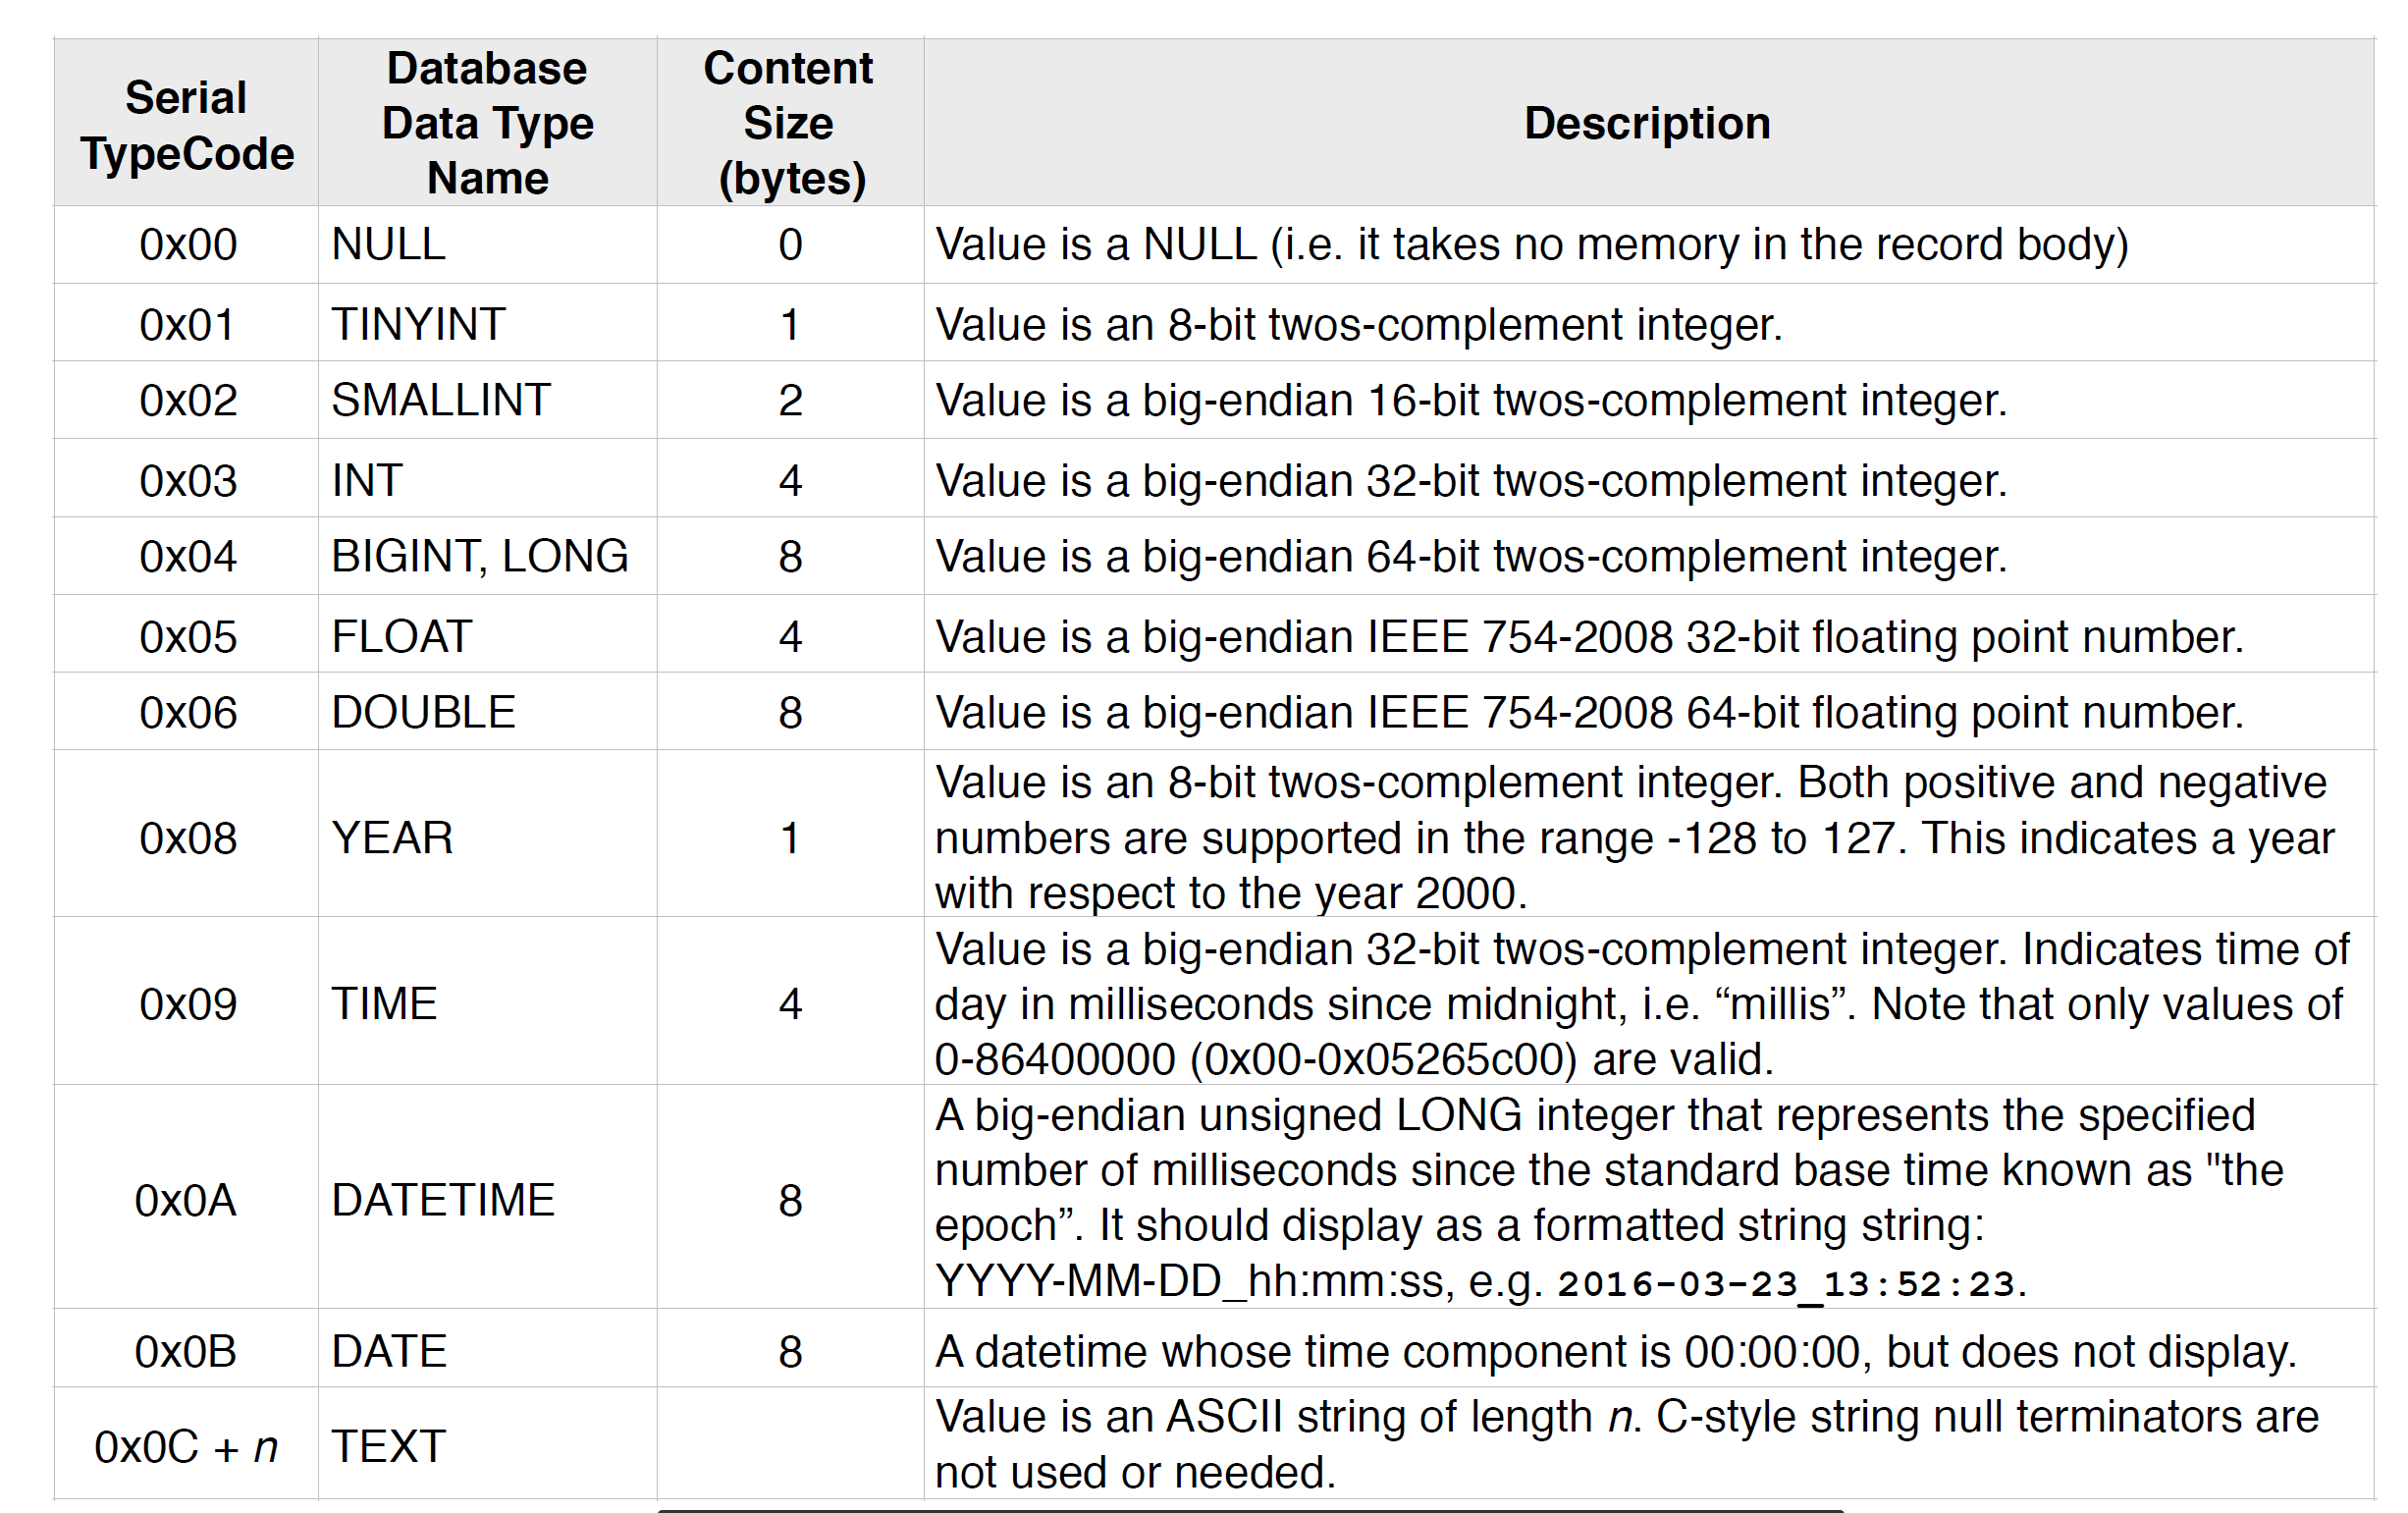 Serial TypeCode
Database Data Type Name
Content Size (bytes)
Description
0x00 NULL 0 Value is a NULL (i.e. it takes no memory in the record body)
0x01 TINYINT 1 Value is an 8-bit twos-complement integer.
0x02 SMALLINT 2 Value is a big-endian 16-bit twos-complement integer.
0x03 INT 4 Value is a big-endian 32-bit twos-complement integer.
0x04 BIGINT, LONG 8 Value is a big-endian 64-bit twos-complement integer.
0x05 FLOAT 4 Value is a big-endian IEEE 754-2008 32-bit floating point number.
0x06 DOUBLE 8 Value is a big-endian IEEE 754-2008 64-bit floating point number.
0x08 YEAR 1 Value is an 8-bit twos-complement integer. Both positive and negative
numbers are supported in the range -128 to 127. This indicates a year
with respect to the year 2000.
0x09 TIME 4 Value is a big-endian 32-bit twos-complement integer. Indicates time of
day in milliseconds since midnight, i.e. “millis”. Note that only values of
0-86400000 (0x00-0x05265c00) are valid.
0x0A DATETIME 8 A big-endian unsigned LONG integer that represents the specified
number of milliseconds since the standard base time known as "the
epoch”. It should display as a formatted string string:
YYYY-MM-DD_hh:mm:ss, e.g. 2016-03-23_13:52:23.
0x0B DATE 8 A datetime whose time component is 00:00:00, but does not display.
0x0C + n TEXT Value is an ASCII string of length n. C-style string null terminators are
not used or needed.